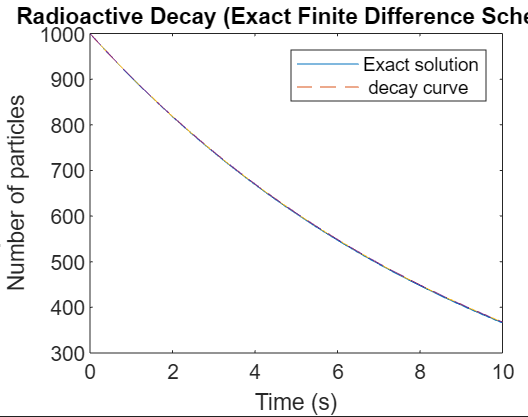 Radioactive Decay (Exact Finite Difference Sche
1000
900
800
700
600
500
400
300
Number of particles
Exact solution
decay curve
0 2 4 6 8 10
Time (s)